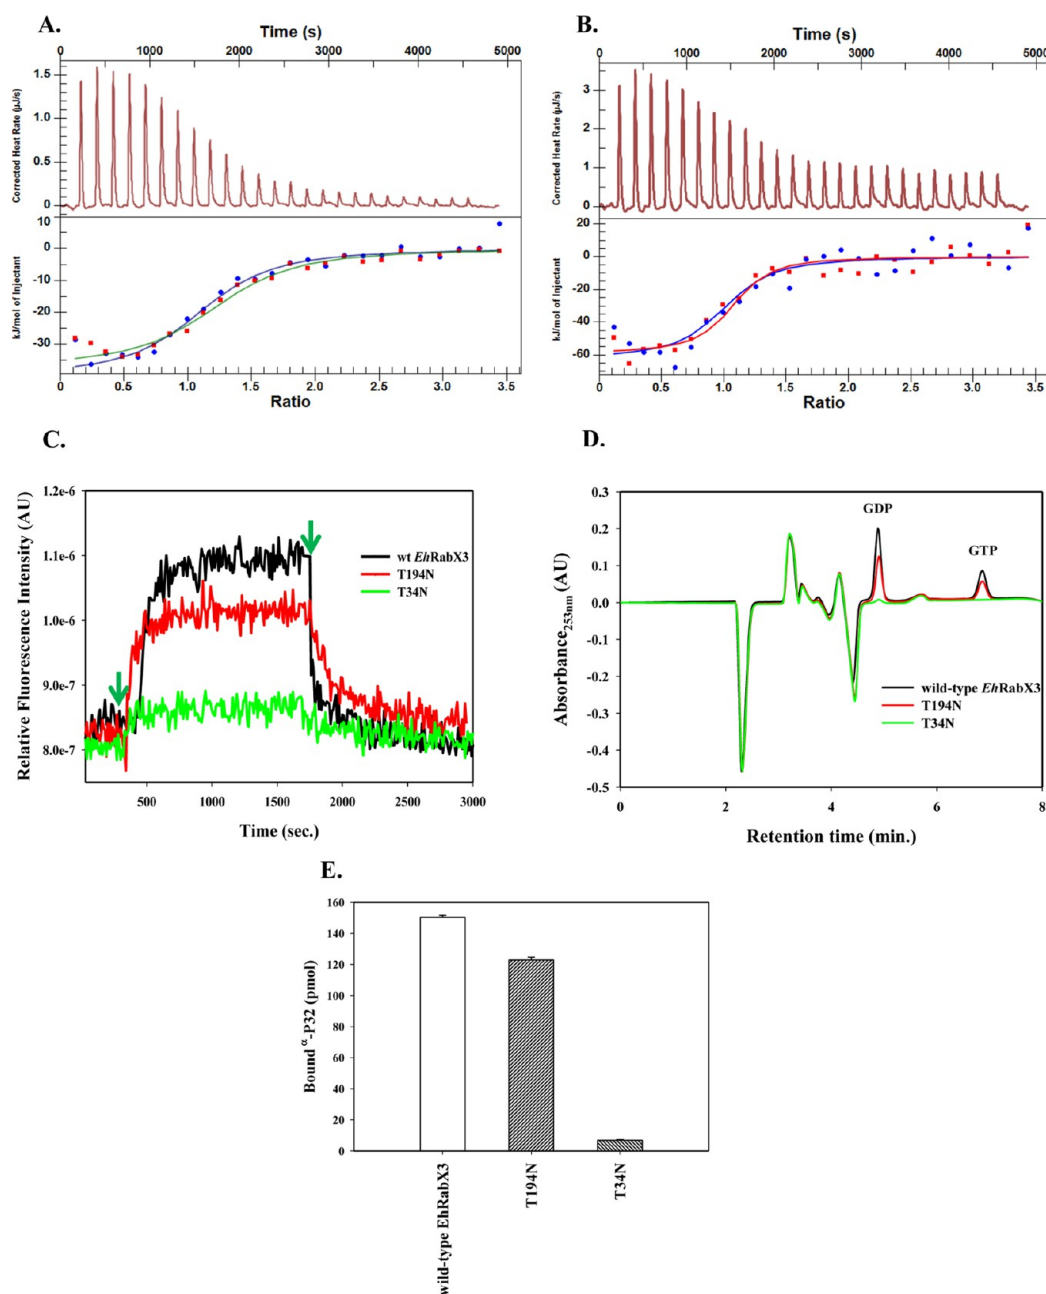 A.
Time (s)
0 1000 2000 3000 4000 5000
Corrected Heat Rate (µJ/s)
1.5
1.0
0.5
0
kJ/mol of Injectant
10
0
-10
-20
-30
0 0.5 1.0 1.5 2.0 2.5 3.0 3.5
Ratio
B.
Time (s)
0 1000 2000 3000 4000 5000
Corrected Heat Rate (µJ/s)
3
2
1
0
kJ/mol of Injectant
20
0
-20
-40
-60
0 0.5 1.0 1.5 2.0 2.5 3.0 3.5
Ratio
C.
Relative Fluorescence Intensity (AU)
1.2e-6
1.1e-6
1.0e-6
9.0e-7
8.0e-7
wt EhRabX3
T194N
T34N
500 1000 1500 2000 2500 3000
Time (sec.)
D.
Absorbance253nm (AU)
0.3
0.2
0.1
0.0
-0.1
-0.2
-0.3
-0.4
-0.5
GDP
GTP
wild-type EhRabX3
T194N
T34N
0 2 4 6 8
Retention time (min.)
E.
Bound α-P32 (pmol)
160
140
120
100
80
60
40
20
0
wild-type EhRabX3
T194N
T34N